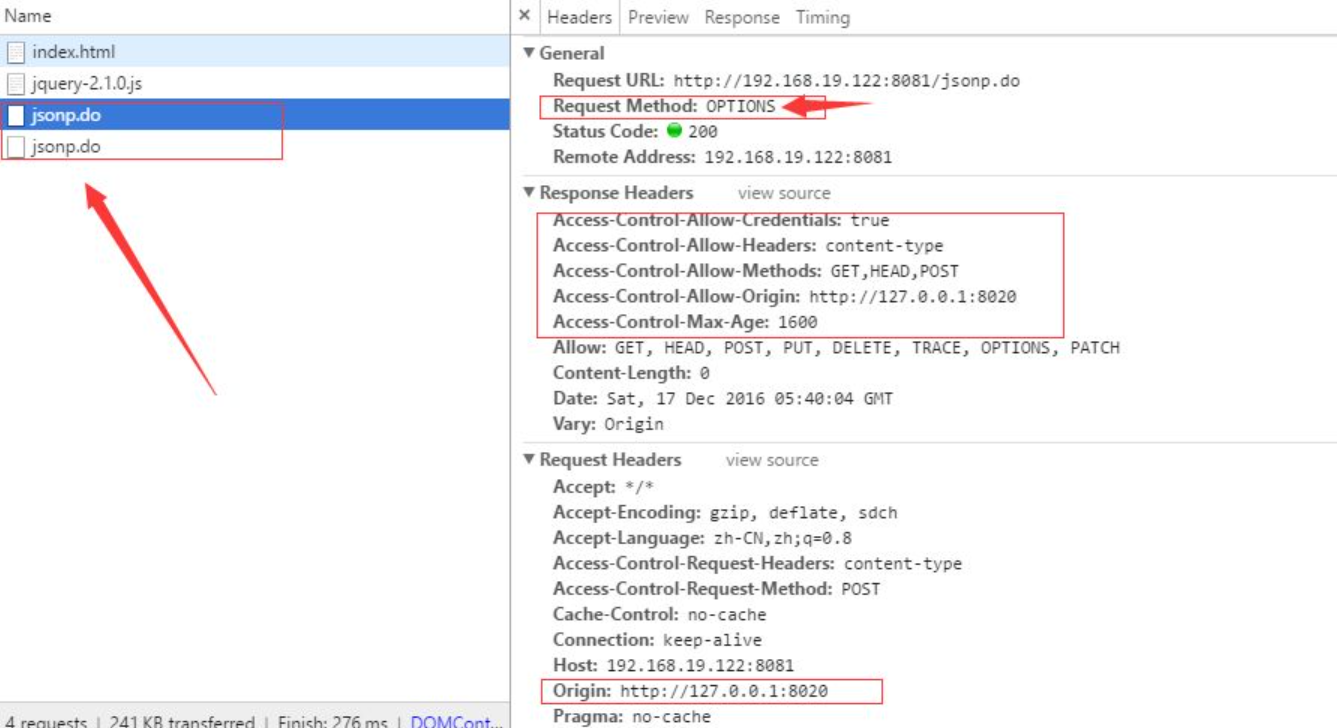 Name
index.html
jquery-2.1.0.js
jsonp.do
jsonp.do
4 requests | 241 KB transferred | Finish: 276 ms | DOMCont...
× Headers Preview Response Timing
General
Request URL: http://192.168.19.122:8081/jsonp.do
Request Method: OPTIONS
Status Code: 200
Remote Address: 192.168.19.122:8081
Response Headers view source
Access-Control-Allow-Credentials: true
Access-Control-Allow-Headers: content-type
Access-Control-Allow-Methods: GET,HEAD,POST
Access-Control-Allow-Origin: http://127.0.0.1:8020
Access-Control-Max-Age: 1600
Allow: GET, HEAD, POST, PUT, DELETE, TRACE, OPTIONS, PATCH
Content-Length: 0
Date: Sat, 17 Dec 2016 05:40:04 GMT
Vary: Origin
Request Headers view source
Accept: */*
Accept-Encoding: gzip, deflate, sdch
Accept-Language: zh-CN,zh;q=0.8
Access-Control-Request-Headers: content-type
Access-Control-Request-Method: POST
Cache-Control: no-cache
Connection: keep-alive
Host: 192.168.19.122:8081
Origin: http://127.0.0.1:8020
Pragma: no-cache